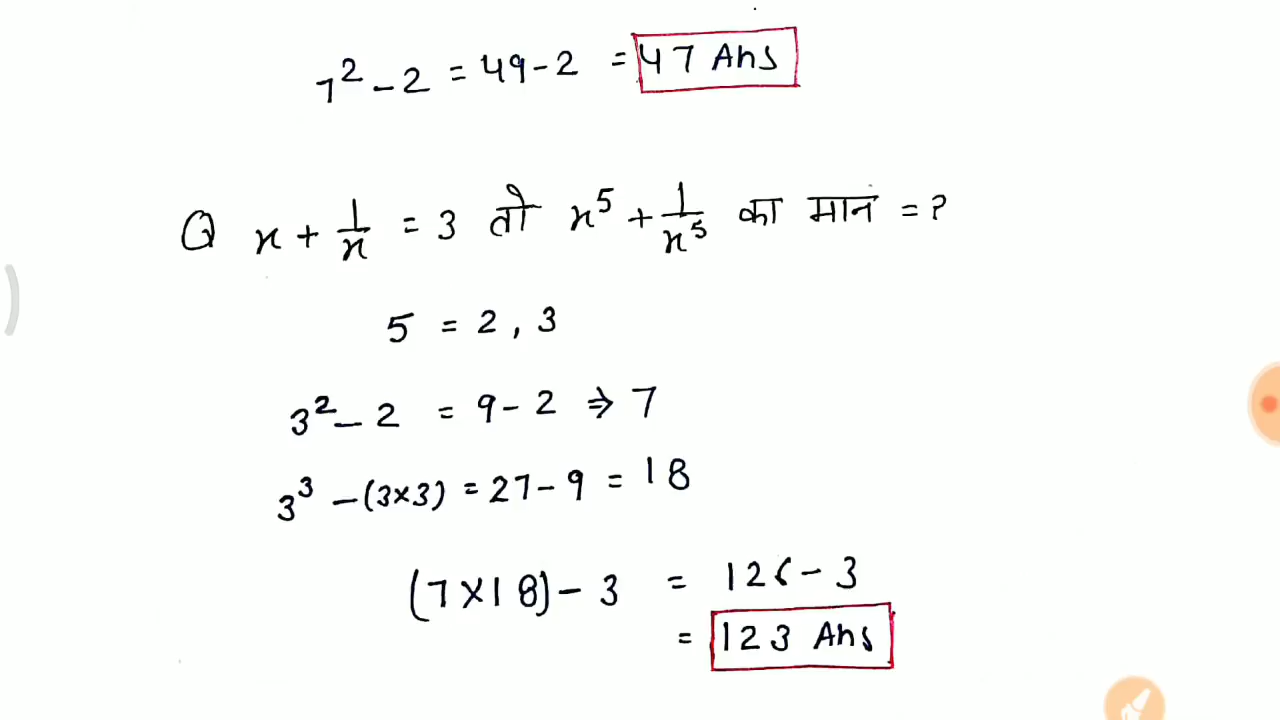 7² - 2 = 49 - 2 = 47 Ans
Q x + 1/x = 3 तो x⁵ + 1/x⁵ का मान = ?
5 = 2, 3
3² - 2 = 9 - 2 ⇒ 7
3³ - (3×3) = 27 - 9 = 18
(7×18) - 3 = 126 - 3
= 123 Ans